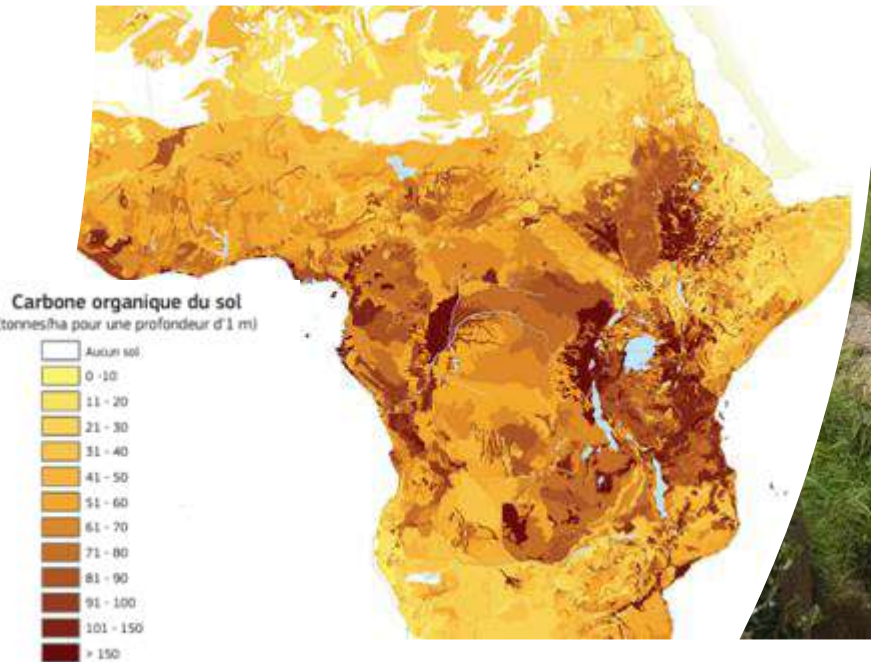 Carbone organique du sol
tonnes/ha pour une profondeur d'1 m)
Aucun sol
0 -10
11 - 20
21 - 30
31 - 40
41 - 50
51 - 60
61 - 70
71 - 80
81 - 90
91 - 100
101 - 150
> 150